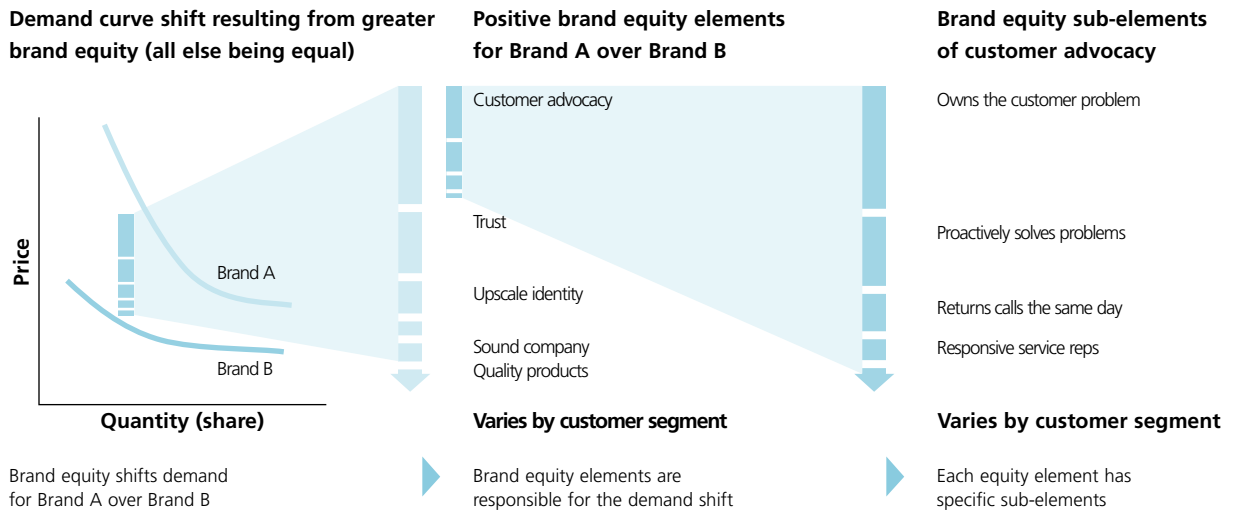 Demand curve shift resulting from greater
brand equity (all else being equal)
Price
Brand A
Brand B
Quantity (share)
Brand equity shifts demand
for Brand A over Brand B
Positive brand equity elements
for Brand A over Brand B
Customer advocacy
Trust
Upscale identity
Sound company
Quality products
Varies by customer segment
Brand equity elements are
responsible for the demand shift
Brand equity sub-elements
of customer advocacy
Owns the customer problem
Proactively solves problems
Returns calls the same day
Responsive service reps
Varies by customer segment
Each equity element has
specific sub-elements